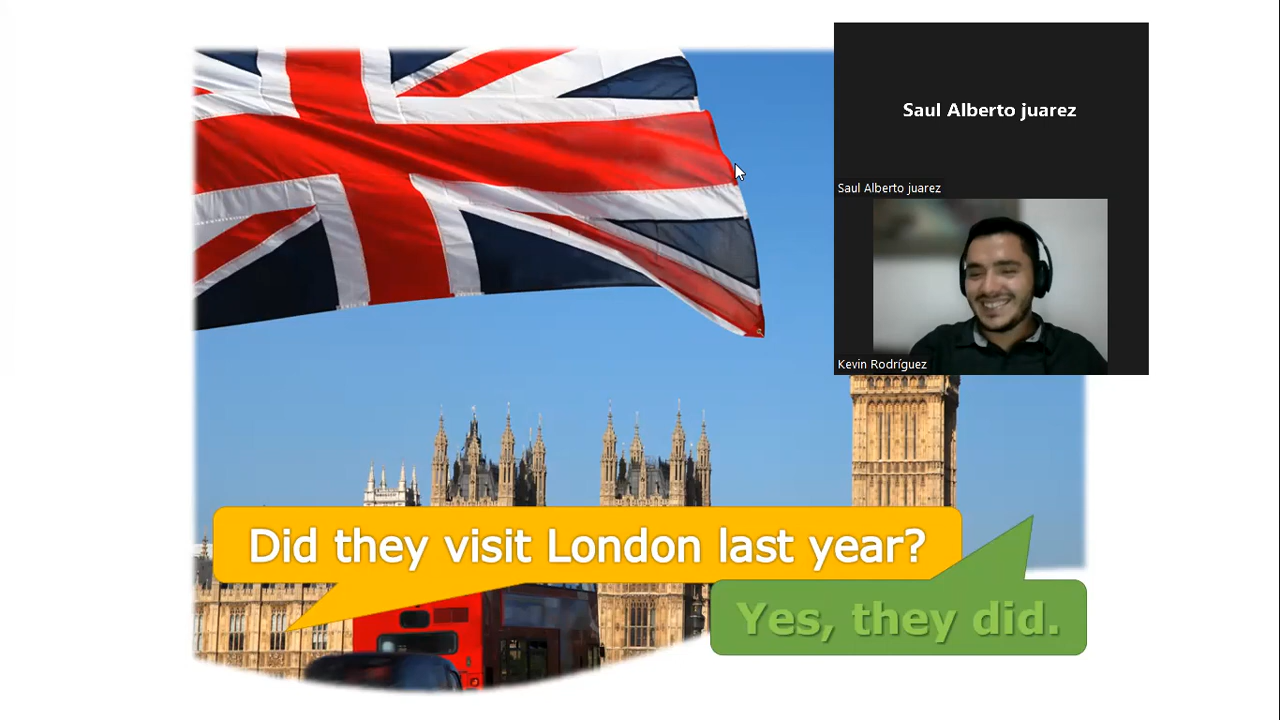 Saul Alberto juarez
Saul Alberto juarez
Kevin Rodríguez
Did they visit London last year?
Yes, they did.